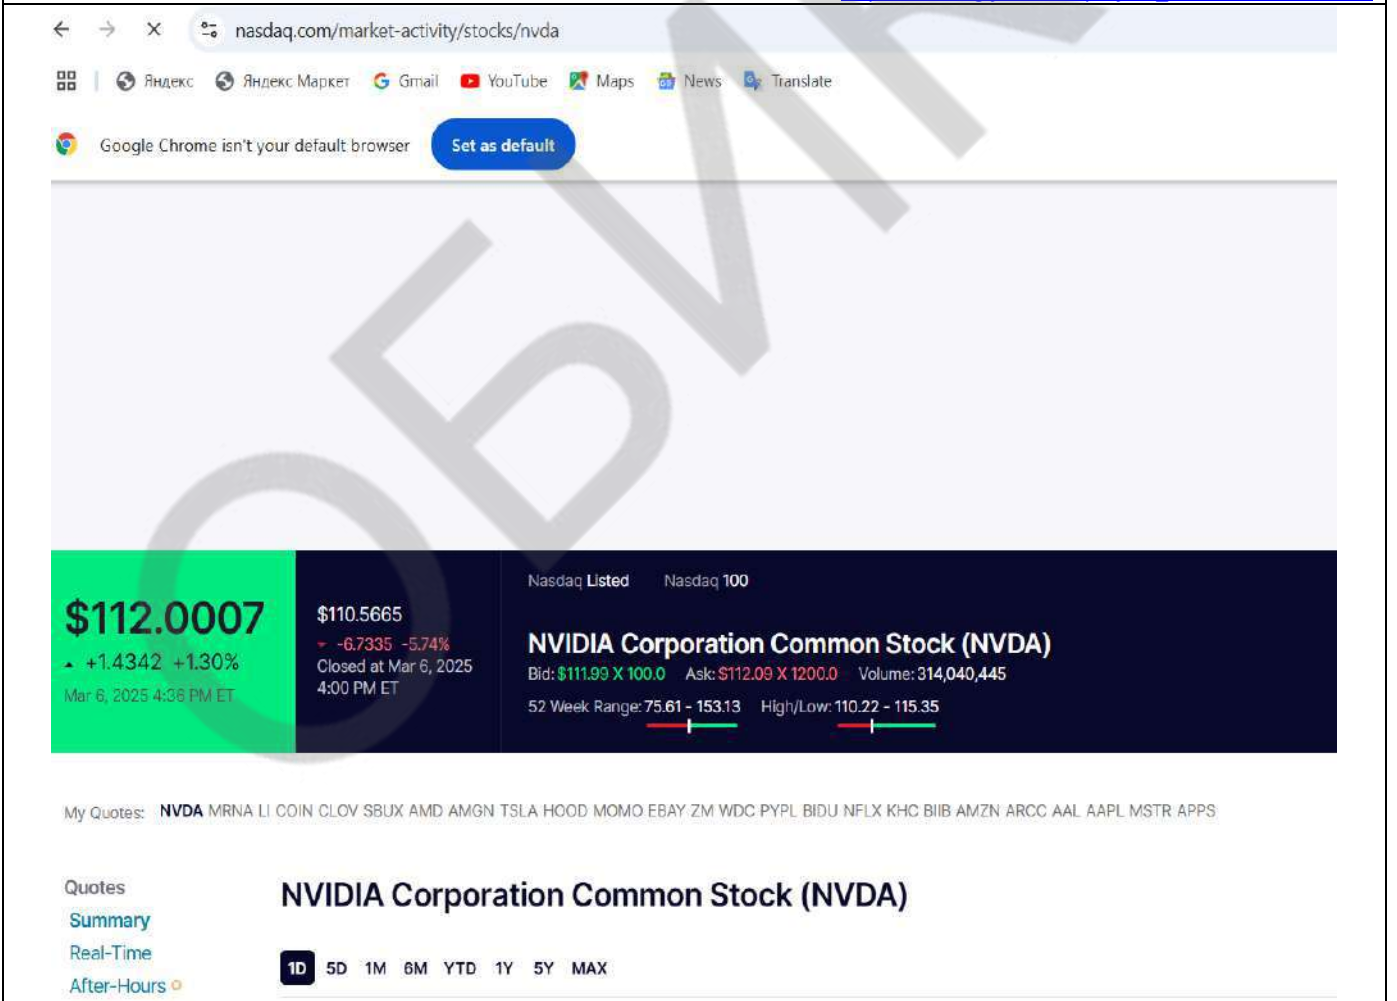 nasdaq.com/market-activity/stocks/nvda
Яндекс Яндекс Маркет Gmail YouTube Maps News Translate
Google Chrome isn't your default browser Set as default
ОБИ
Nasdaq Listed Nasdaq 100
$112.0007
+1.4342 +1.30%
Mar 6, 2025 4:36 PM ET
$110.5665
-6.7335 -5.74%
Closed at Mar 6, 2025
4:00 PM ET
NVIDIA Corporation Common Stock (NVDA)
Bid: $111.99 X 100.0 Ask: $112.09 X 1200.0 Volume: 314,040,445
52 Week Range: 75.61 - 153.13 High/Low: 110.22 - 115.35
My Quotes: NVDA MRNA LI COIN CLOV SBUX AMD AMGN TSLA HOOD MOMO EBAY ZM WDC PYPL BIDU NFLX KHC BIIB AMZN ARCC AAL AAPL MSTR APPS
Quotes
Summary
Real-Time
After-Hours
NVIDIA Corporation Common Stock (NVDA)
1D 5D 1M 6M YTD 1Y 5Y MAX